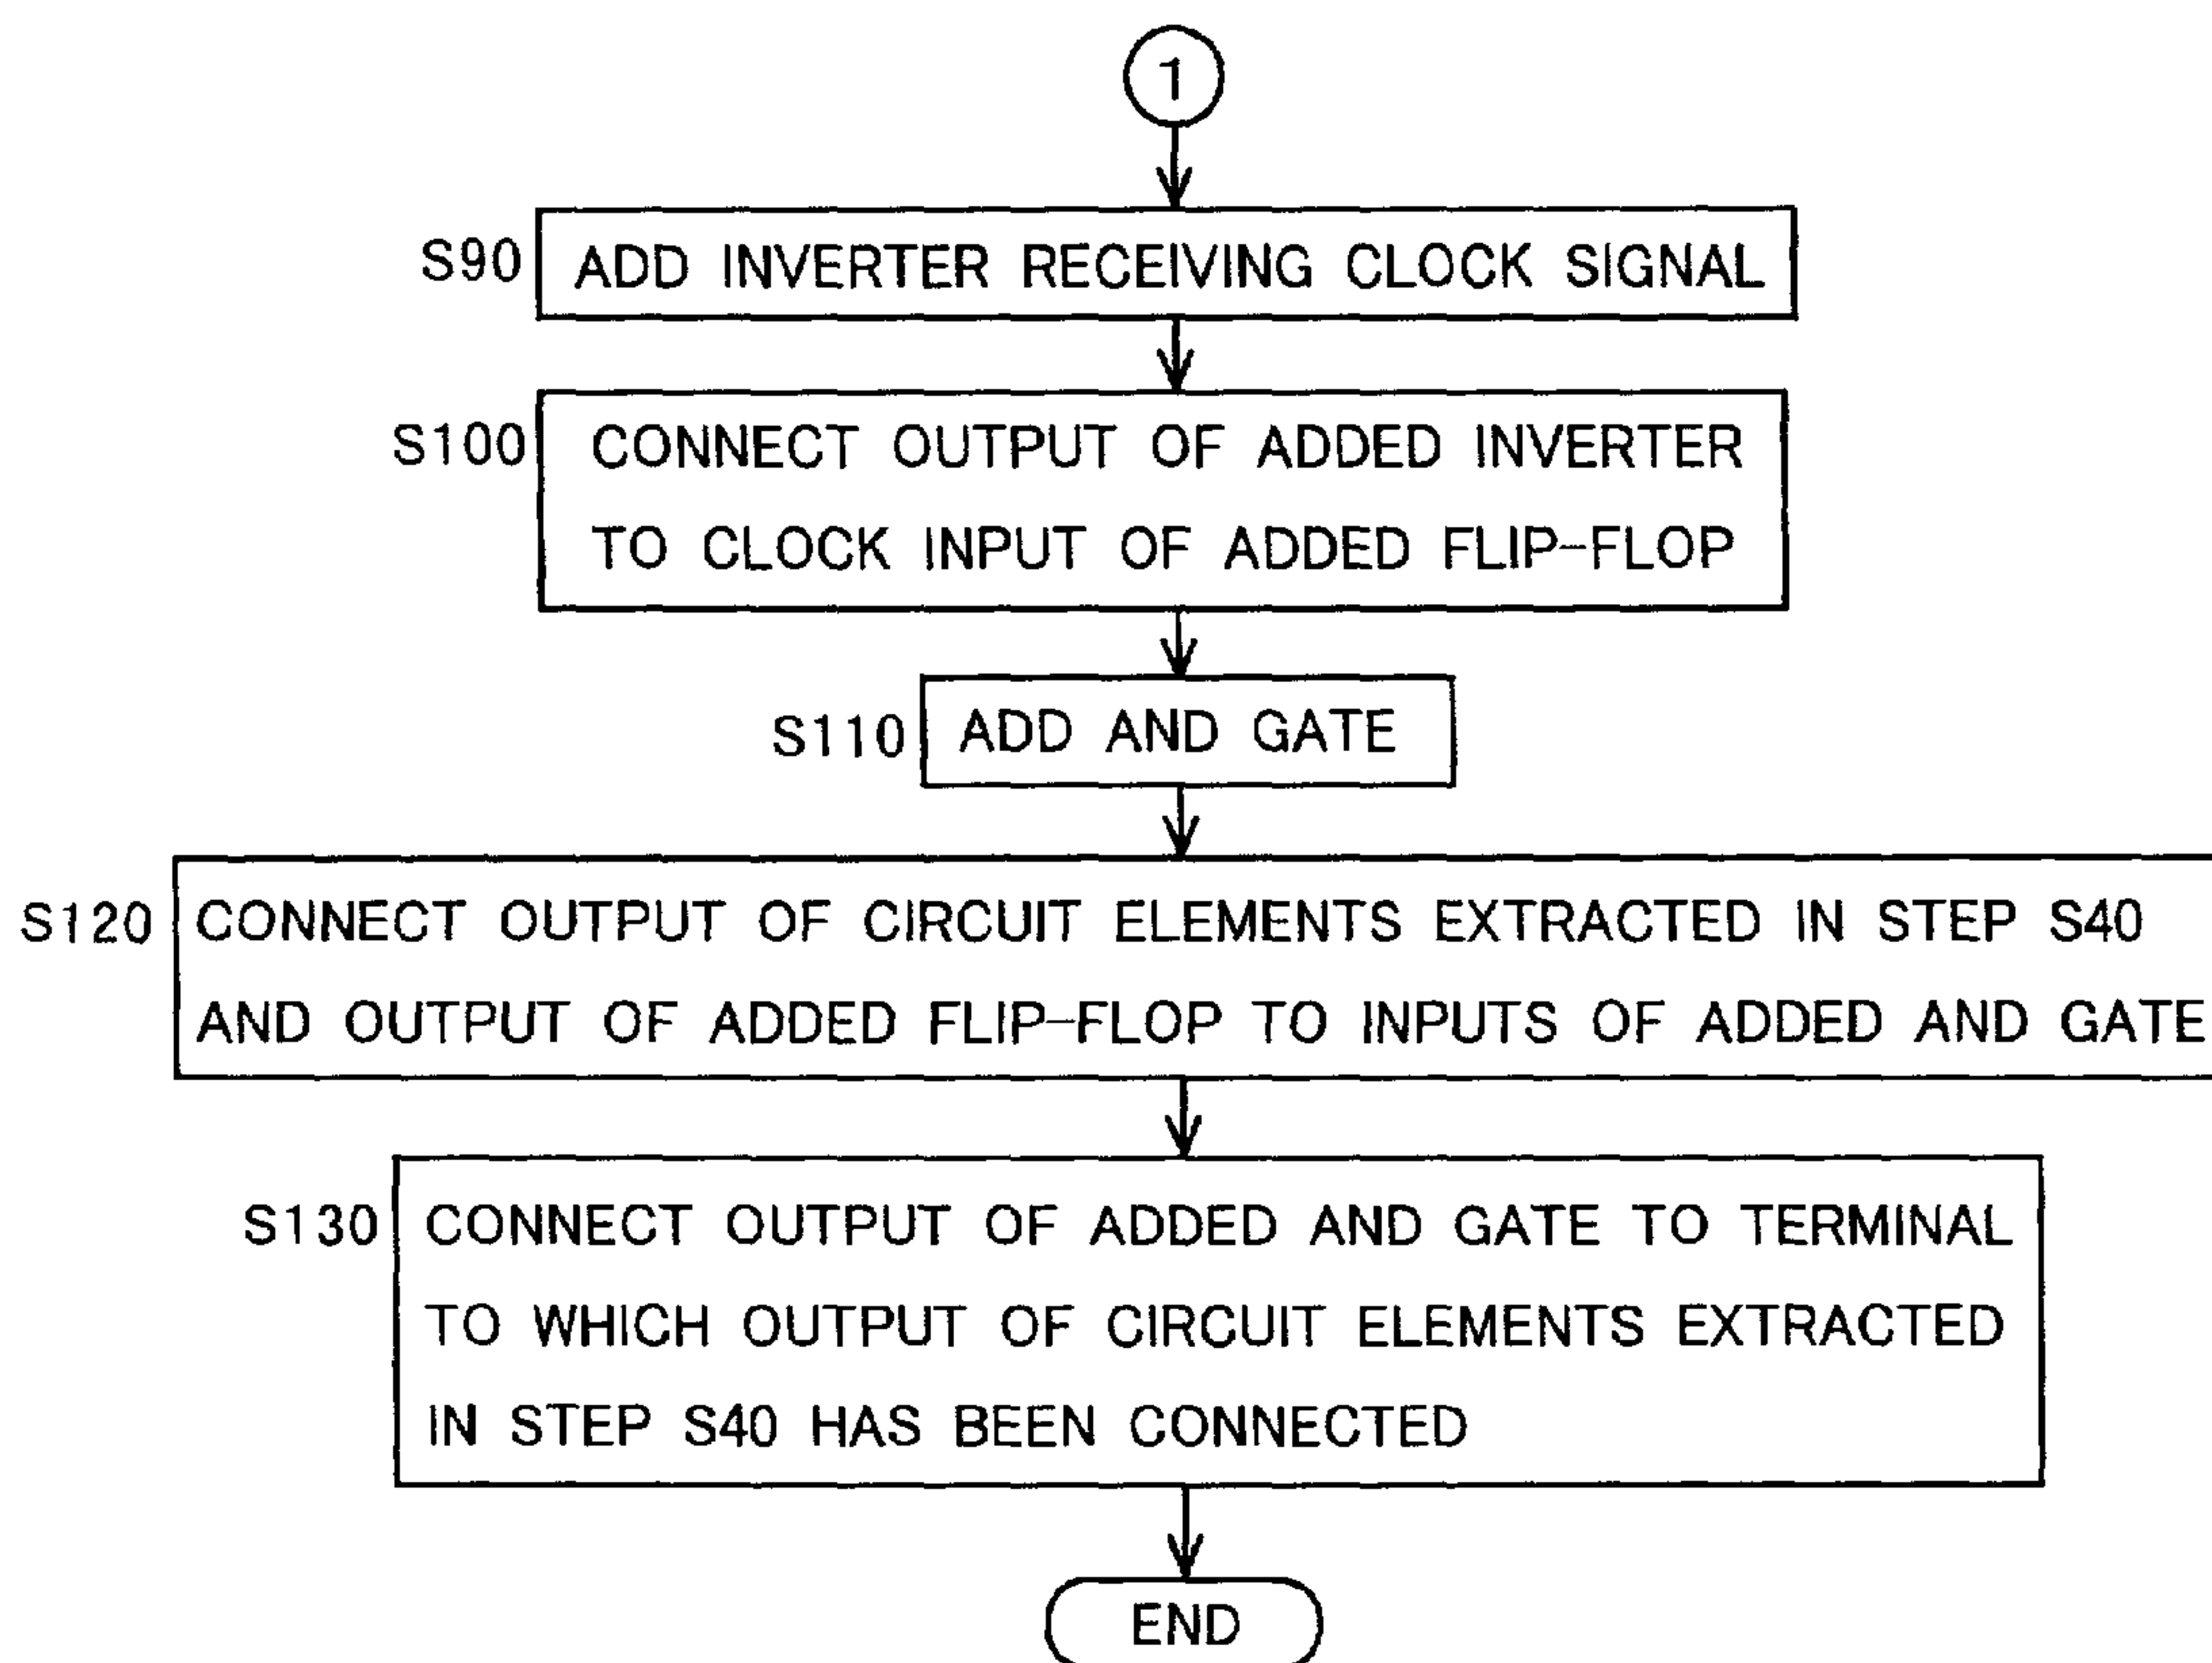 1
S90 ADD INVERTER RECEIVING CLOCK SIGNAL
S100 CONNECT OUTPUT OF ADDED INVERTER
TO CLOCK INPUT OF ADDED FLIP-FLOP
S110 ADD AND GATE
S120 CONNECT OUTPUT OF CIRCUIT ELEMENTS EXTRACTED IN STEP S40
AND OUTPUT OF ADDED FLIP-FLOP TO INPUTS OF ADDED AND GATE
S130 CONNECT OUTPUT OF ADDED AND GATE TO TERMINAL
TO WHICH OUTPUT OF CIRCUIT ELEMENTS EXTRACTED
IN STEP S40 HAS BEEN CONNECTED
END